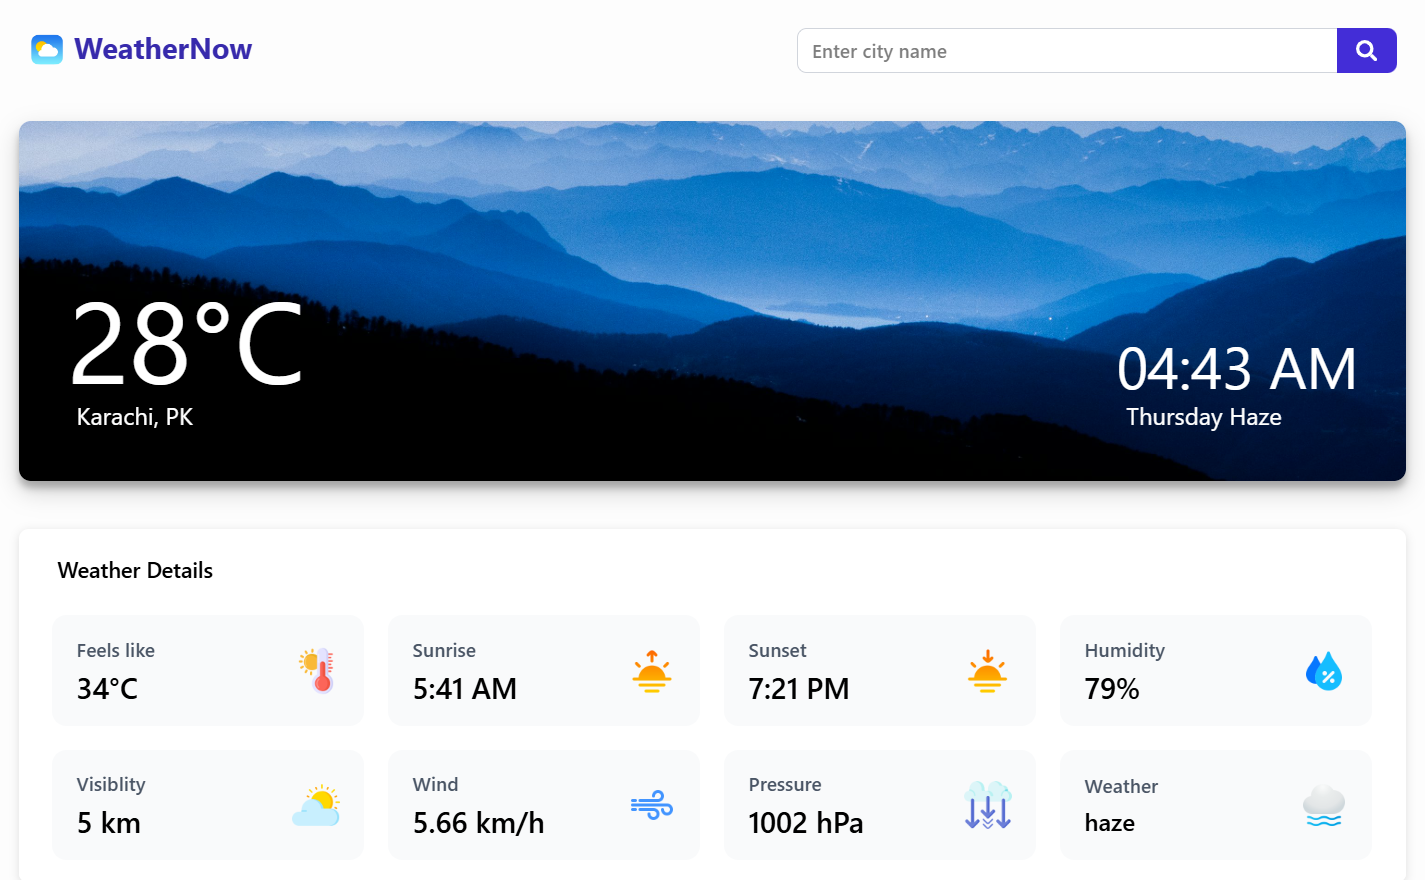 WeatherNow
Enter city name
28°C
Karachi, PK
04:43 AM
Thursday Haze
Weather Details
Feels like
34°C
Sunrise
5:41 AM
Sunset
7:21 PM
Humidity
79%
Visiblity
5 km
Wind
5.66 km/h
Pressure
1002 hPa
Weather
haze